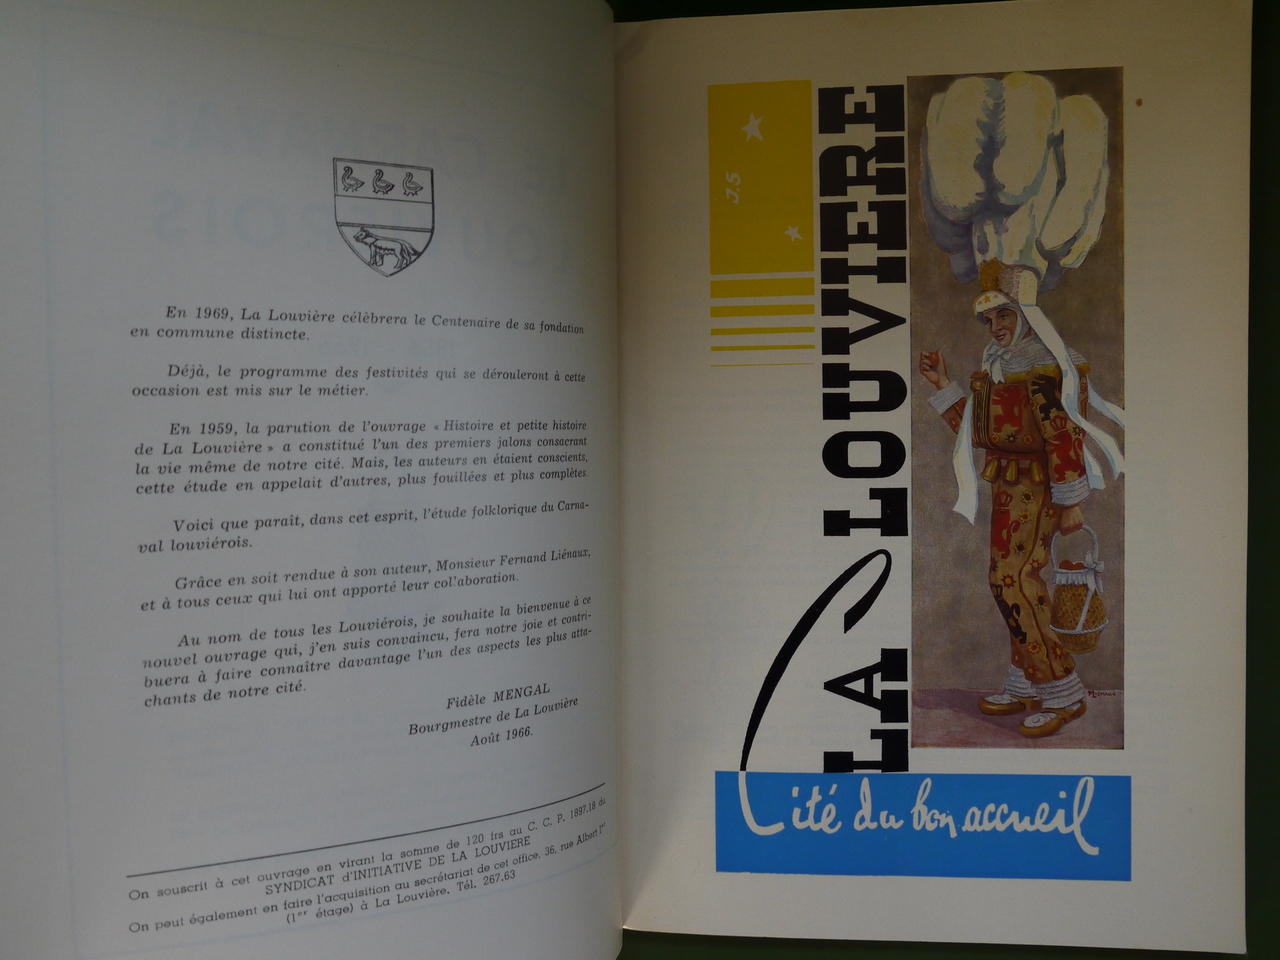 En 1969, La Louvière célèbrera le Centenaire de sa fondation
en commune distincte.
Déjà, le programme des festivités qui se dérouleront à cette
occasion est mis sur le métier.
En 1959, la parution de l'ouvrage « Histoire et petite histoire
de La Louvière » a constitué l'un des premiers jalons consacrant
la vie même de notre cité. Mais, les auteurs en étaient conscients,
cette étude en appelait d'autres, plus fouillées et plus complètes.
Voici que paraît, dans cet esprit, l'étude folklorique du Carna-
val louviérois.
Grâce en soit rendue à son auteur, Monsieur Fernand Liénaux,
et à tous ceux qui lui ont apporté leur col'aboration.
Au nom de tous les Louviérois, je souhaite la bienvenue à ce
nouvel ouvrage qui, j'en suis convaincu, fera notre joie et contri-
buera à faire connaître davantage l'un des aspects les plus atta-
chants de notre cité.
Fidèle MENGAL
Bourgmestre de La Louvière
Août 1966.
On souscrit à cet ouvrage en virant la somme de 120 frs au C. C. P. 1897.18 du
SYNDICAT d'INITIATIVE DE LA LOUVIERE
On peut également en faire l'acquisition au secrétariat de cet office, 36, rue Albert Ier
(1er étage) à La Louvière. Tél. 267.63
J.S
LA LOUVIERE
Cité du bon accueil